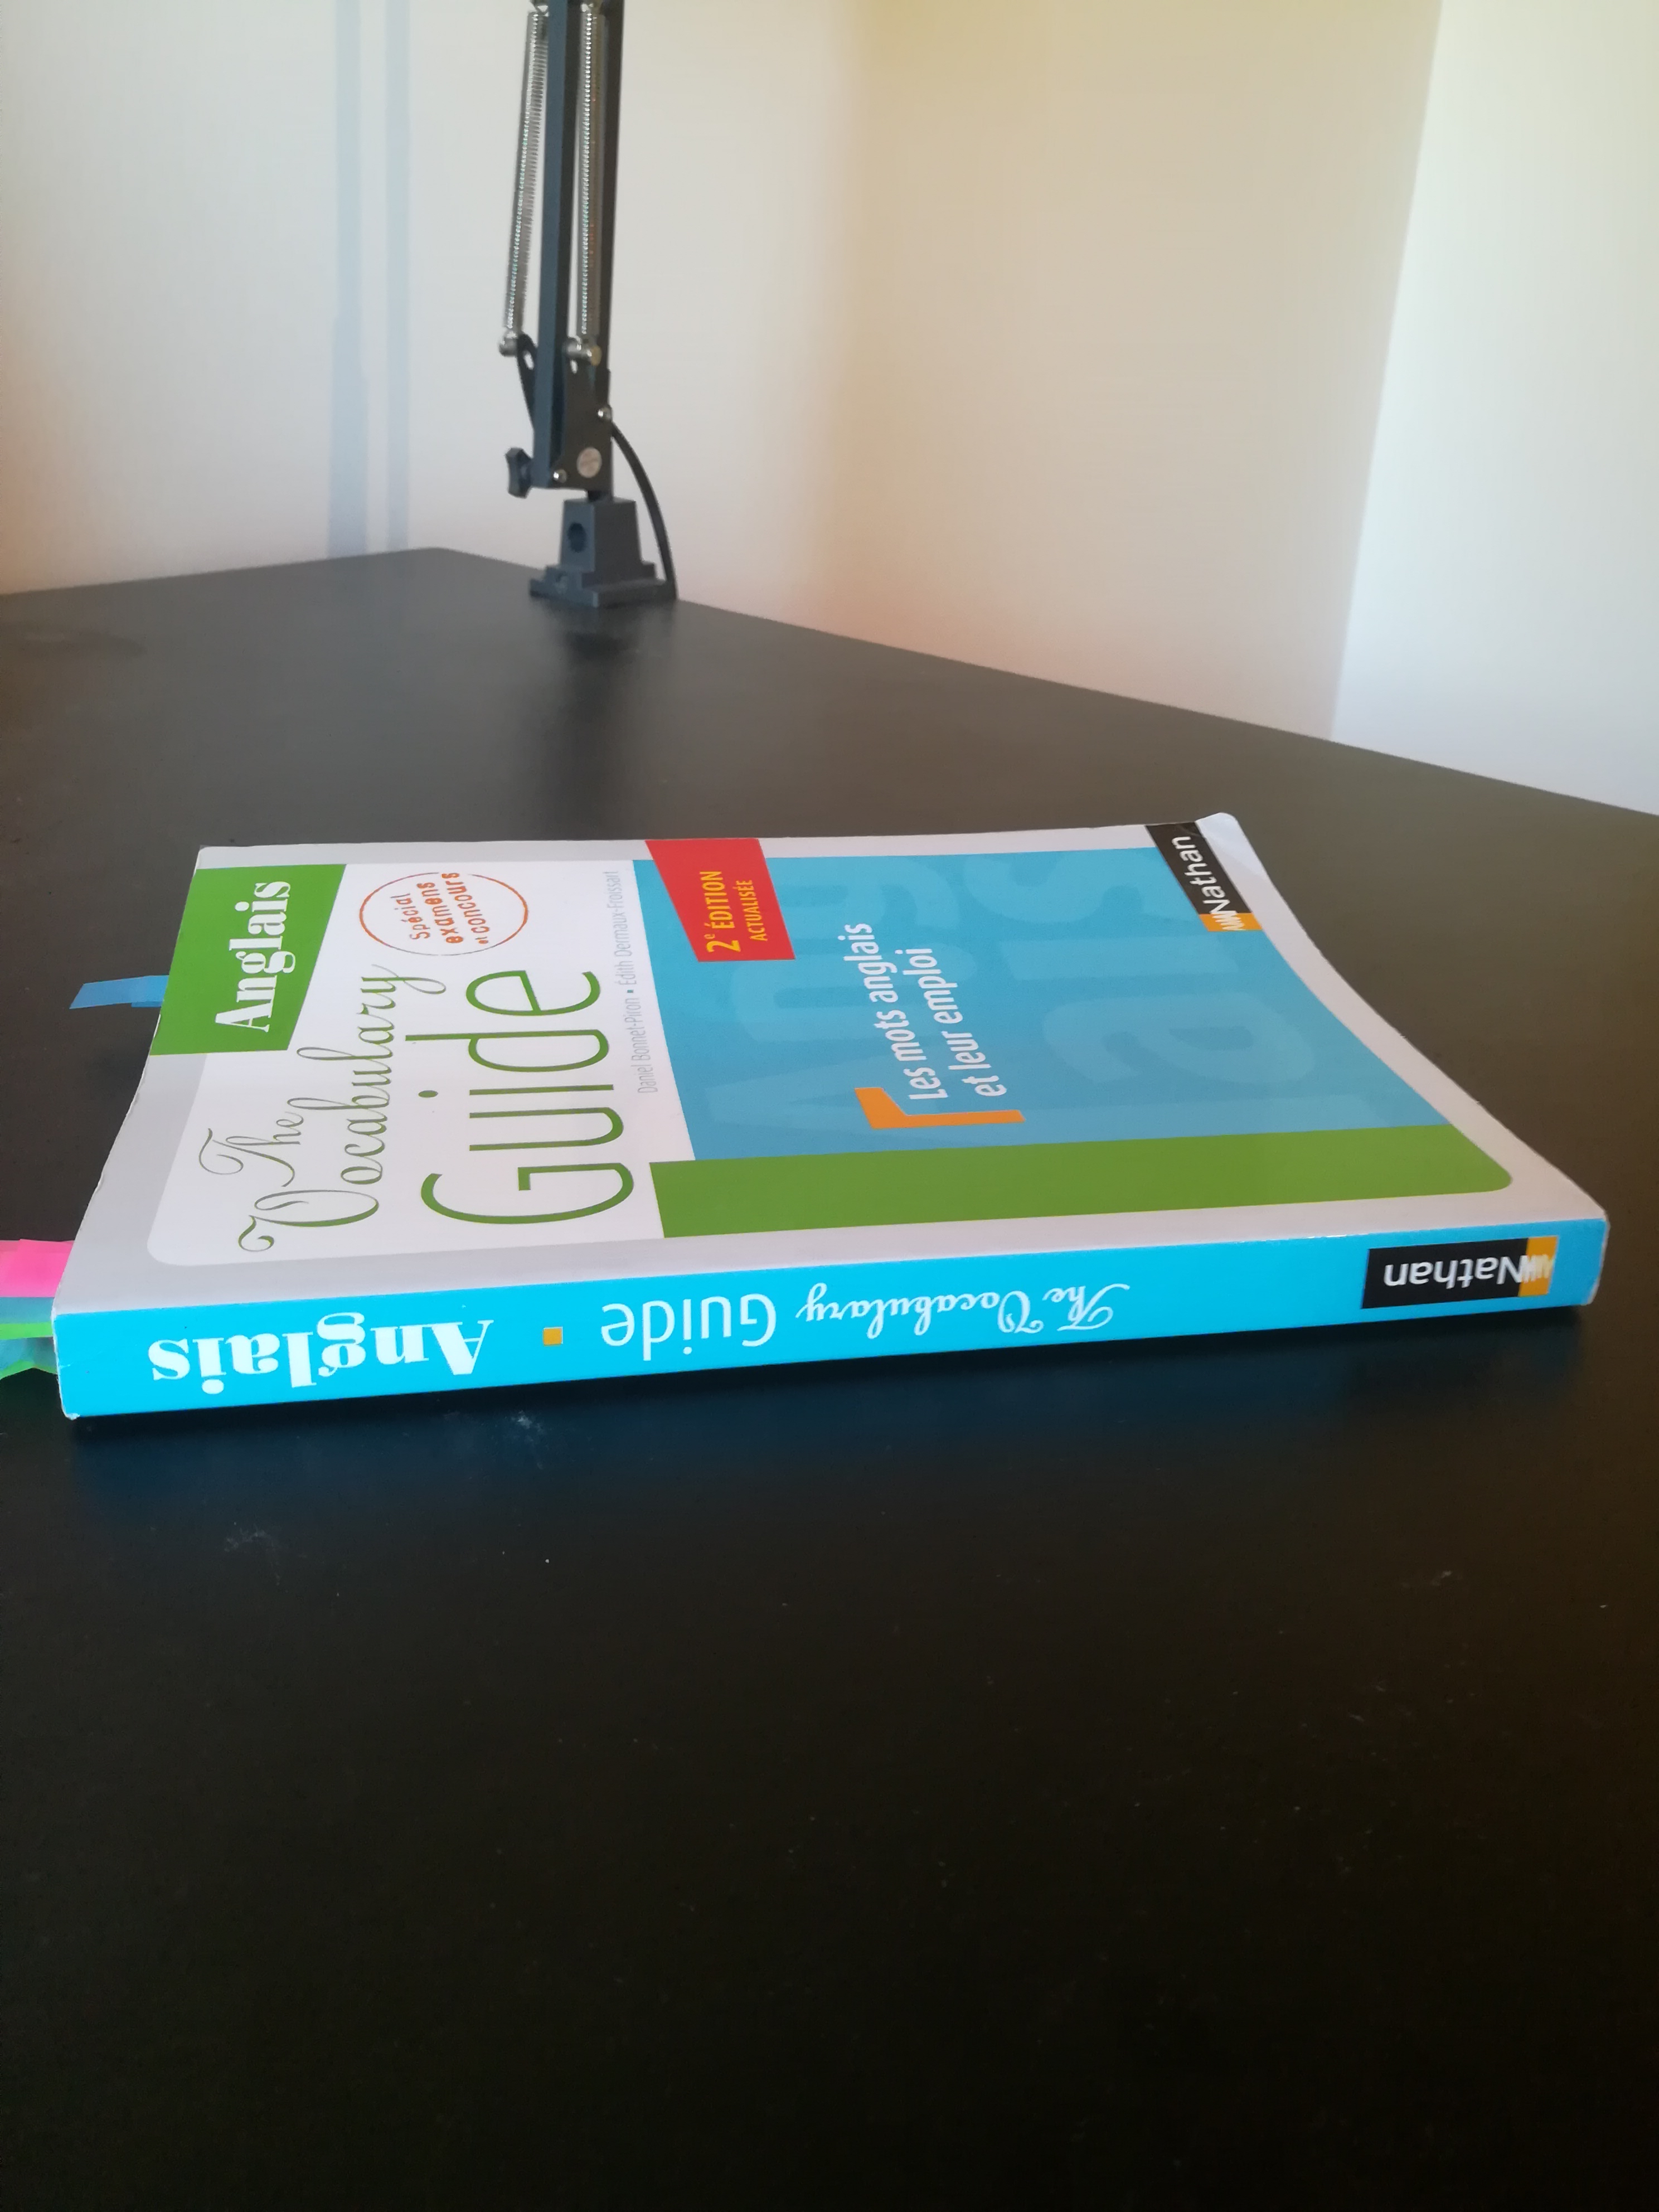 Anglais
The
Vocabulary
Guide
Spécial
examens
et concours
Daniel Bonnet-Piron • Édith Dermaux-Froissart
2e ÉDITION
ACTUALISÉE
Les mots anglais
et leur emploi
Nathan
Nathan
The Vocabulary Guide ▪ Anglais